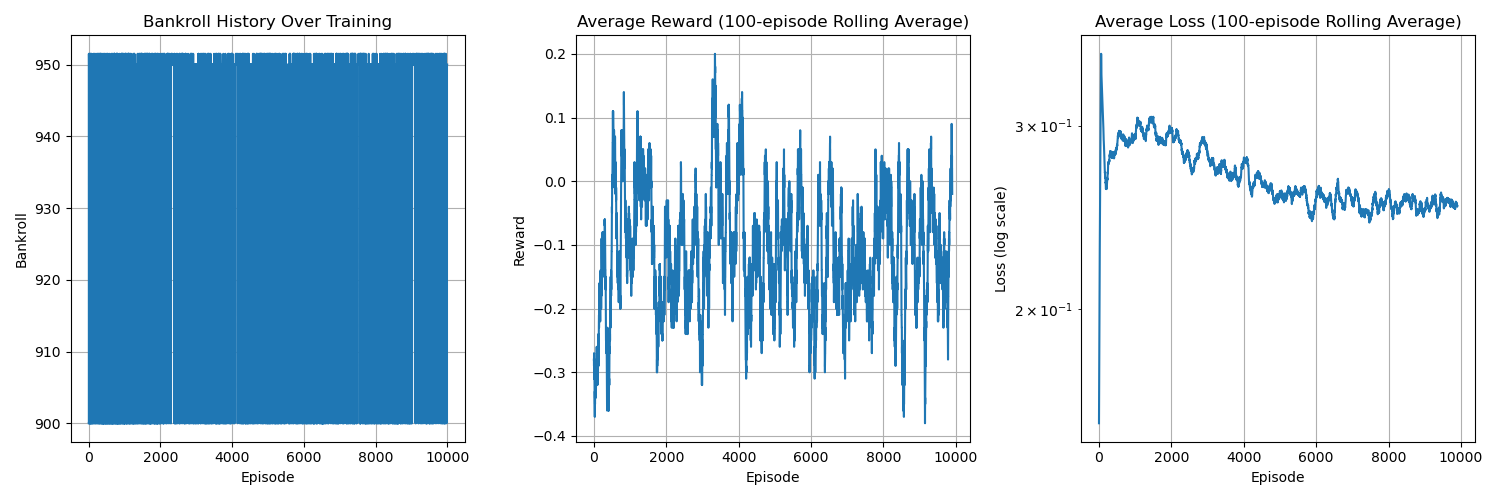 Bankroll History Over Training
Bankroll
950
940
930
920
910
900
0 2000 4000 6000 8000 10000
Episode
Average Reward (100-episode Rolling Average)
Reward
0.2
0.1
0.0
−0.1
−0.2
−0.3
−0.4
0 2000 4000 6000 8000 10000
Episode
Average Loss (100-episode Rolling Average)
Loss (log scale)
3 × 10⁻¹
2 × 10⁻¹
0 2000 4000 6000 8000 10000
Episode